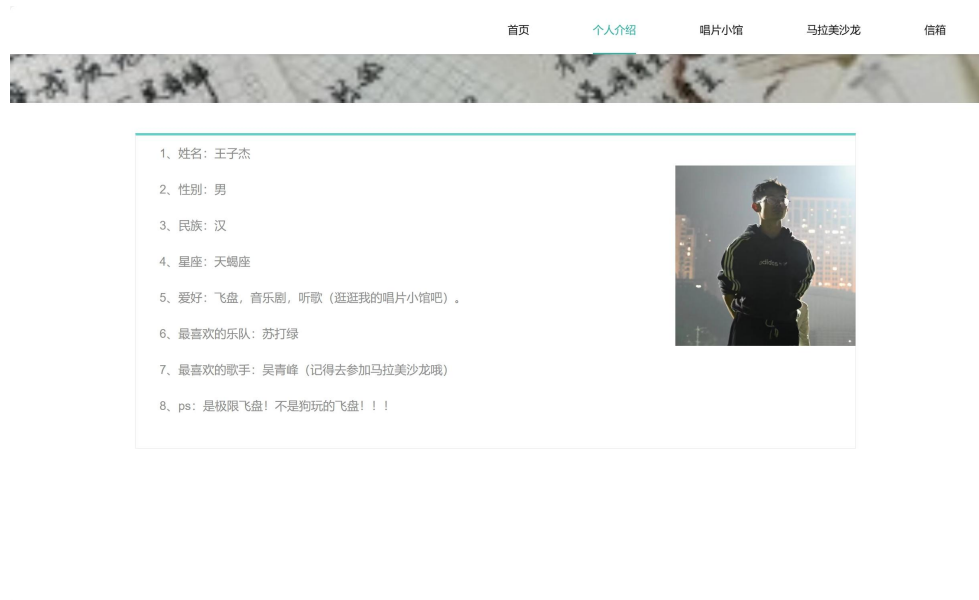 首页 个人介绍 唱片小馆 马拉美沙龙 信箱
1、姓名：王子杰
2、性别：男
3、民族：汉
4、星座：天蝎座
5、爱好：飞盘，音乐剧，听歌（逛逛我的唱片小馆吧）。
6、最喜欢的乐队：苏打绿
7、最喜欢的歌手：吴青峰（记得去参加马拉美沙龙哦）
8、ps：是极限飞盘！不是狗玩的飞盘！！！
adidas